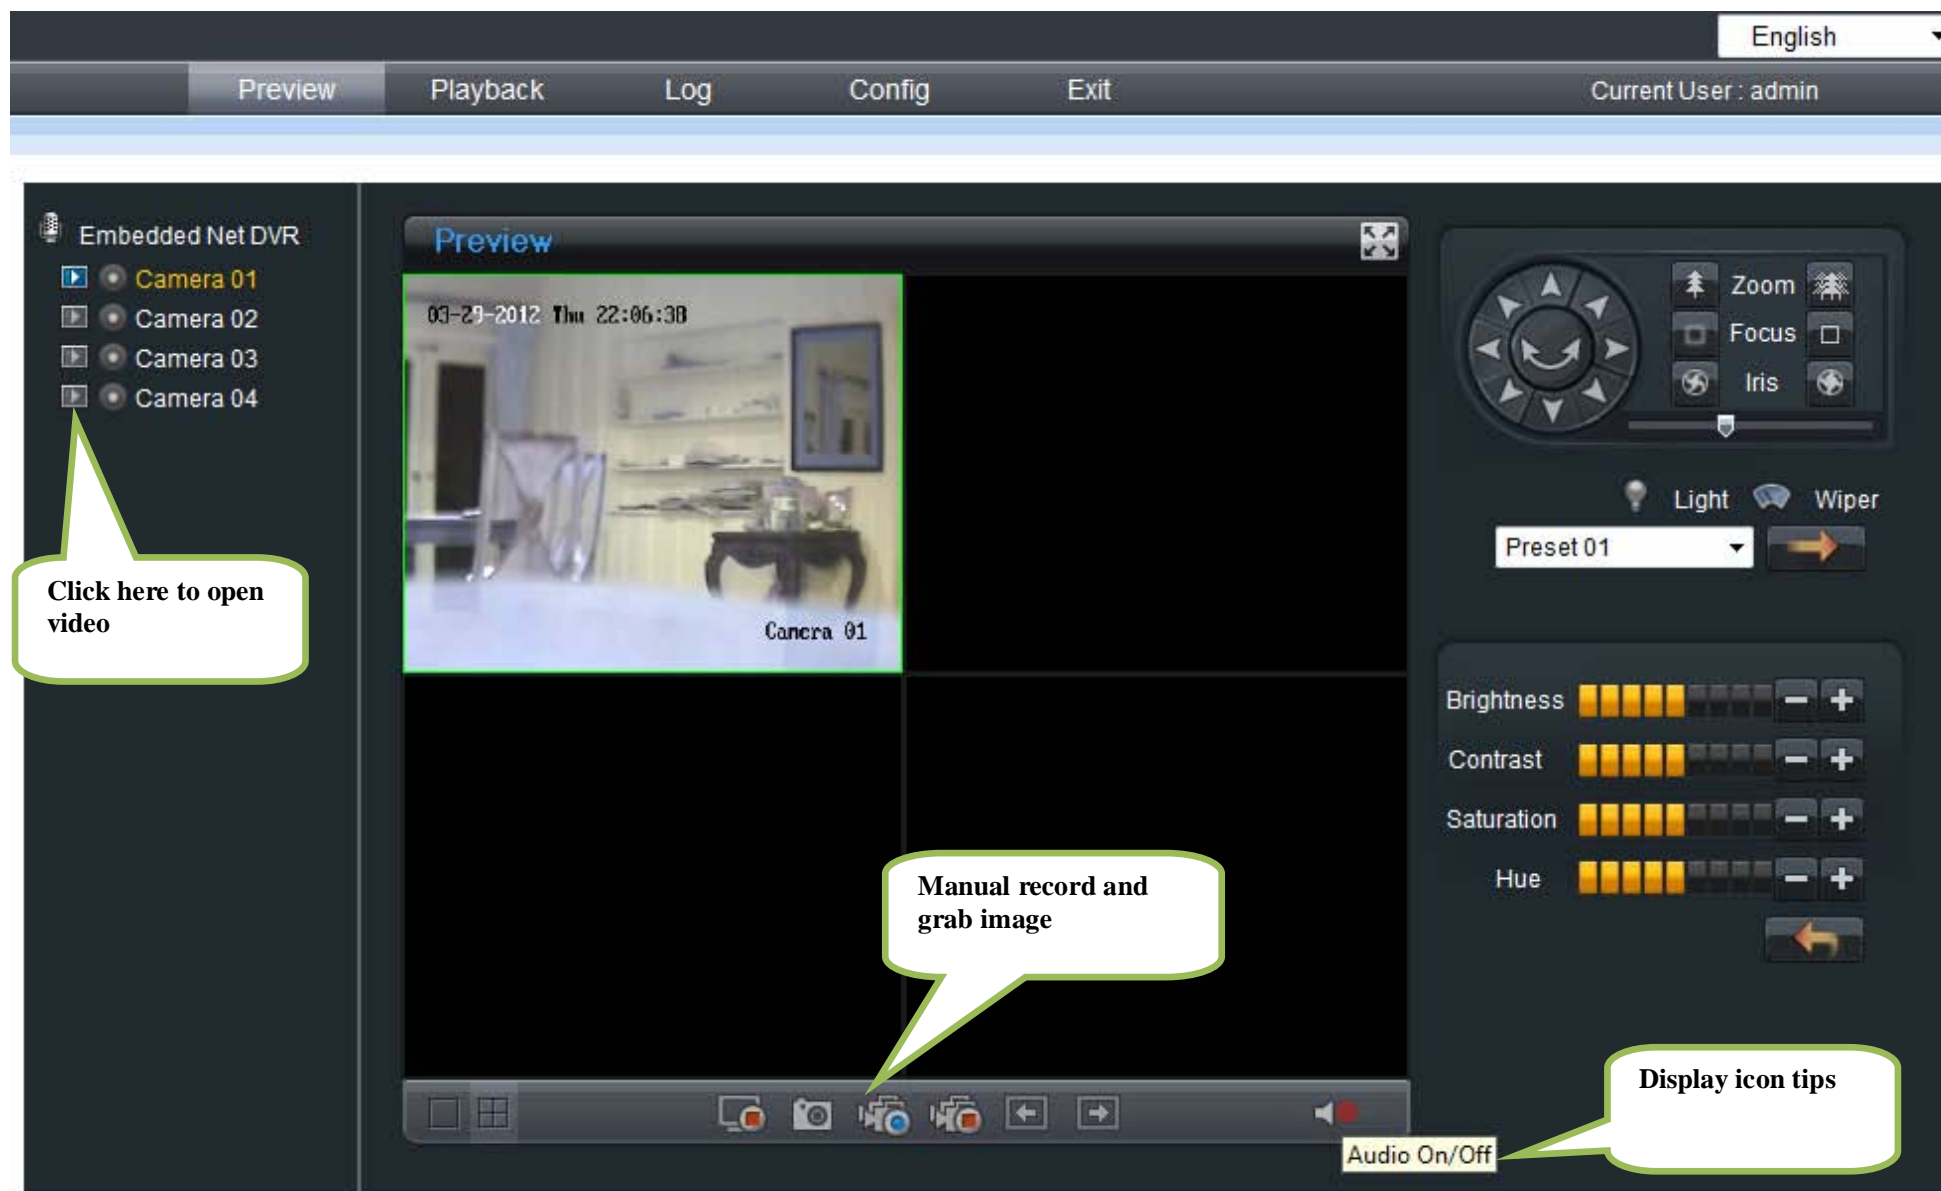 English
Preview Playback Log Config Exit Current User : admin
Embedded Net DVR
Camera 01
Camera 02
Camera 03
Camera 04
Click here to open
video
Preview
03-29-2012 Thu 22:06:38
Camera 01
Zoom
Focus
Iris
Light Wiper
Preset 01
Brightness
Contrast
Saturation
Hue
Manual record and
grab image
Display icon tips
Audio On/Off